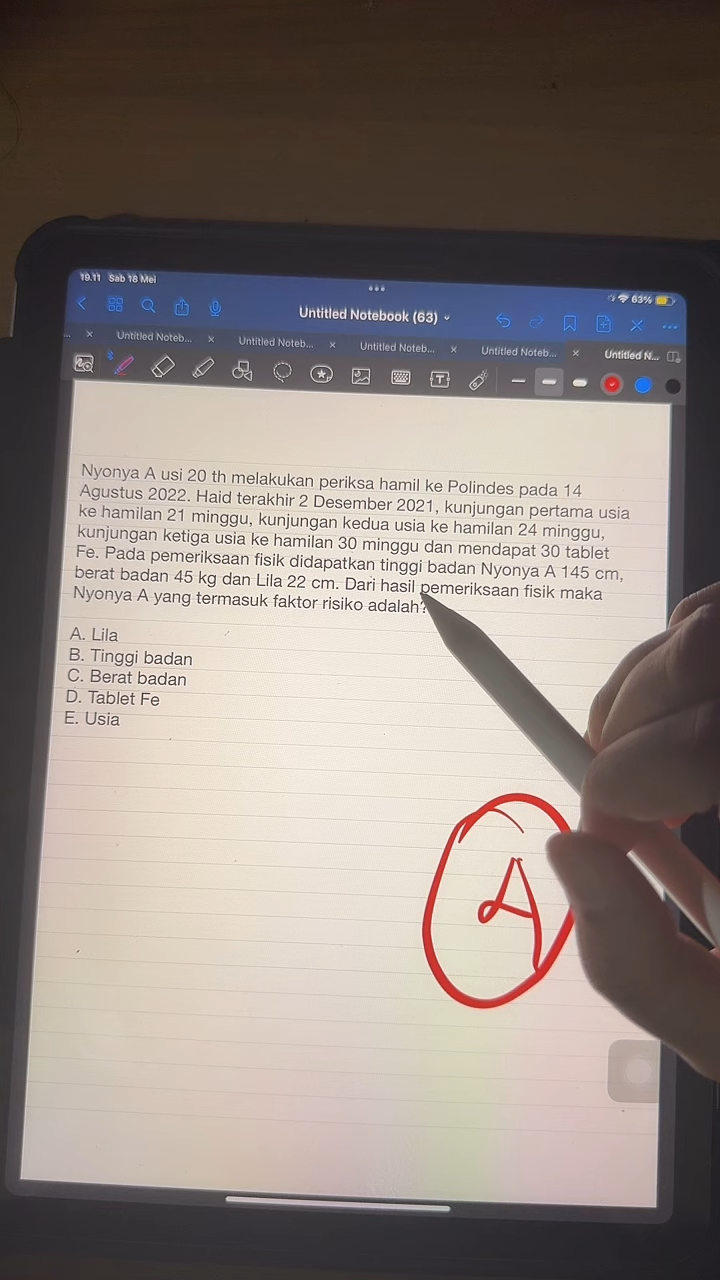 19.11 Sab 18 Mei
63%
Untitled Notebook (63)
... Untitled Noteb... Untitled Noteb... Untitled Noteb... Untitled Noteb... Untitled N...
Nyonya A usi 20 th melakukan periksa hamil ke Polindes pada 14
Agustus 2022. Haid terakhir 2 Desember 2021, kunjungan pertama usia
ke hamilan 21 minggu, kunjungan kedua usia ke hamilan 24 minggu,
kunjungan ketiga usia ke hamilan 30 minggu dan mendapat 30 tablet
Fe. Pada pemeriksaan fisik didapatkan tinggi badan Nyonya A 145 cm,
berat badan 45 kg dan Lila 22 cm. Dari hasil pemeriksaan fisik maka
Nyonya A yang termasuk faktor risiko adalah?
A. Lila
B. Tinggi badan
C. Berat badan
D. Tablet Fe
E. Usia
A